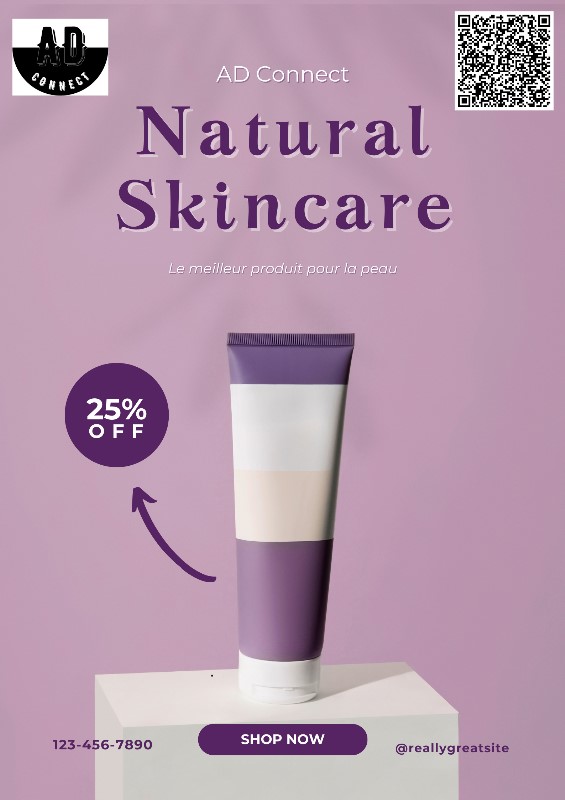 AD
CONNECT
AD Connect
Natural
Skincare
Le meilleur produit pour la peau
25%
OFF
123-456-7890
SHOP NOW
@reallygreatsite